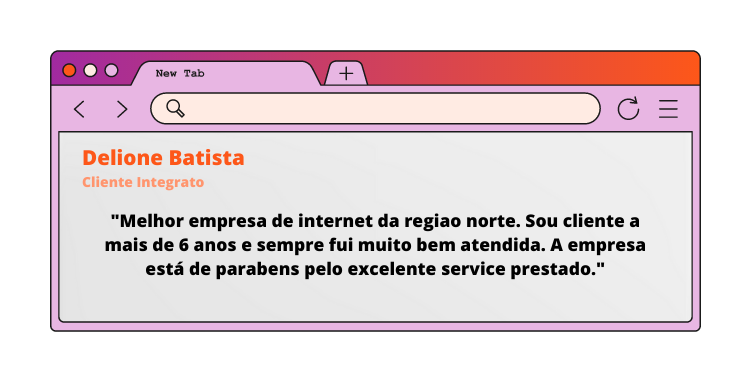 New Tab
Delione Batista
Cliente Integrato
"Melhor empresa de internet da regiao norte. Sou cliente a
mais de 6 anos e sempre fui muito bem atendida. A empresa
está de parabens pelo excelente service prestado."